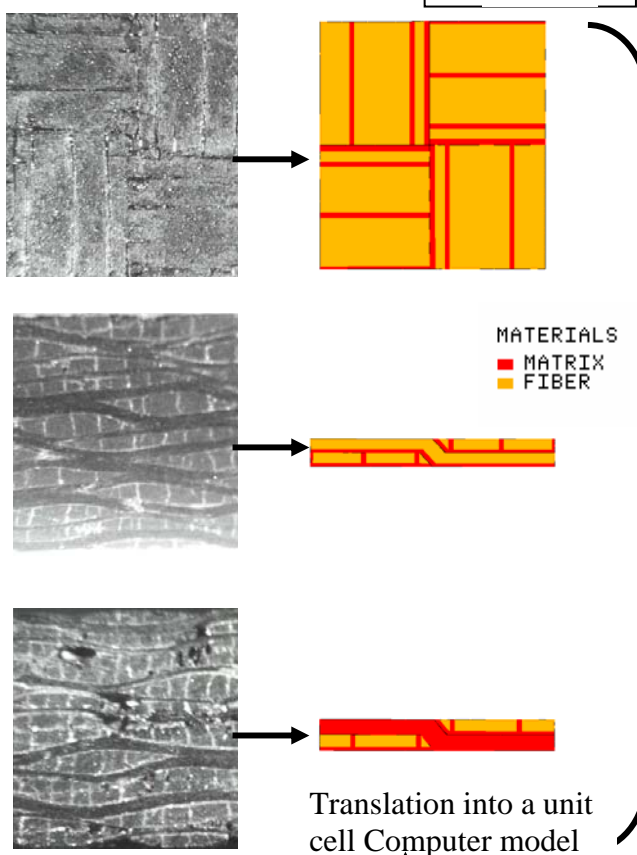 MATERIALS
MATRIX
FIBER
Translation into a unit
cell Computer model